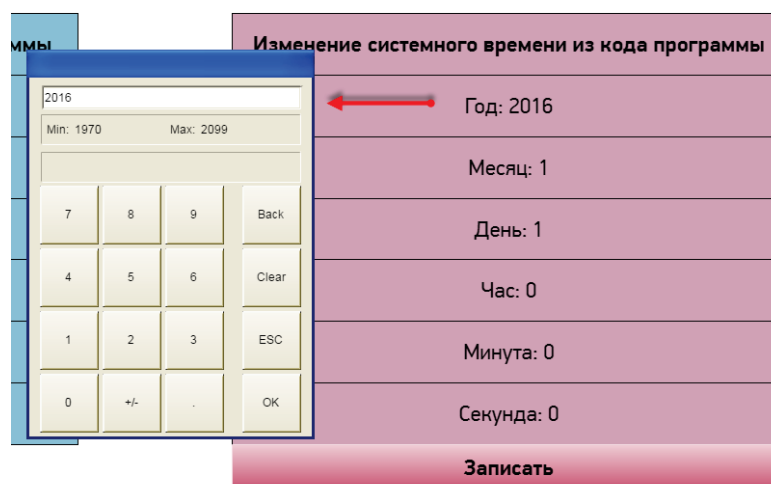 ммы
Изменение системного времени из кода программы
2016
Min: 1970 Max: 2099
7 8 9 Back
4 5 6 Clear
1 2 3 ESC
0 +/- . OK
Год: 2016
Месяц: 1
День: 1
Час: 0
Минута: 0
Секунда: 0
Записать